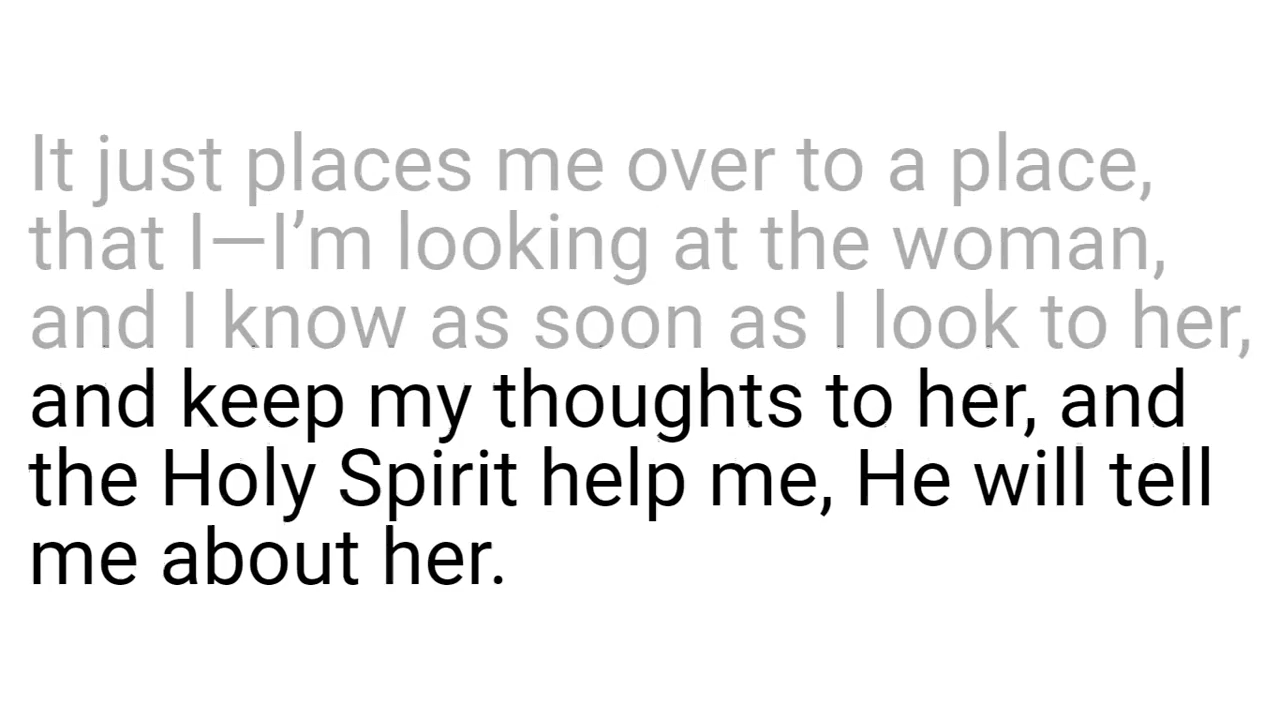 It just places me over to a place,
that I—I’m looking at the woman,
and I know as soon as I look to her,
and keep my thoughts to her, and
the Holy Spirit help me, He will tell
me about her.